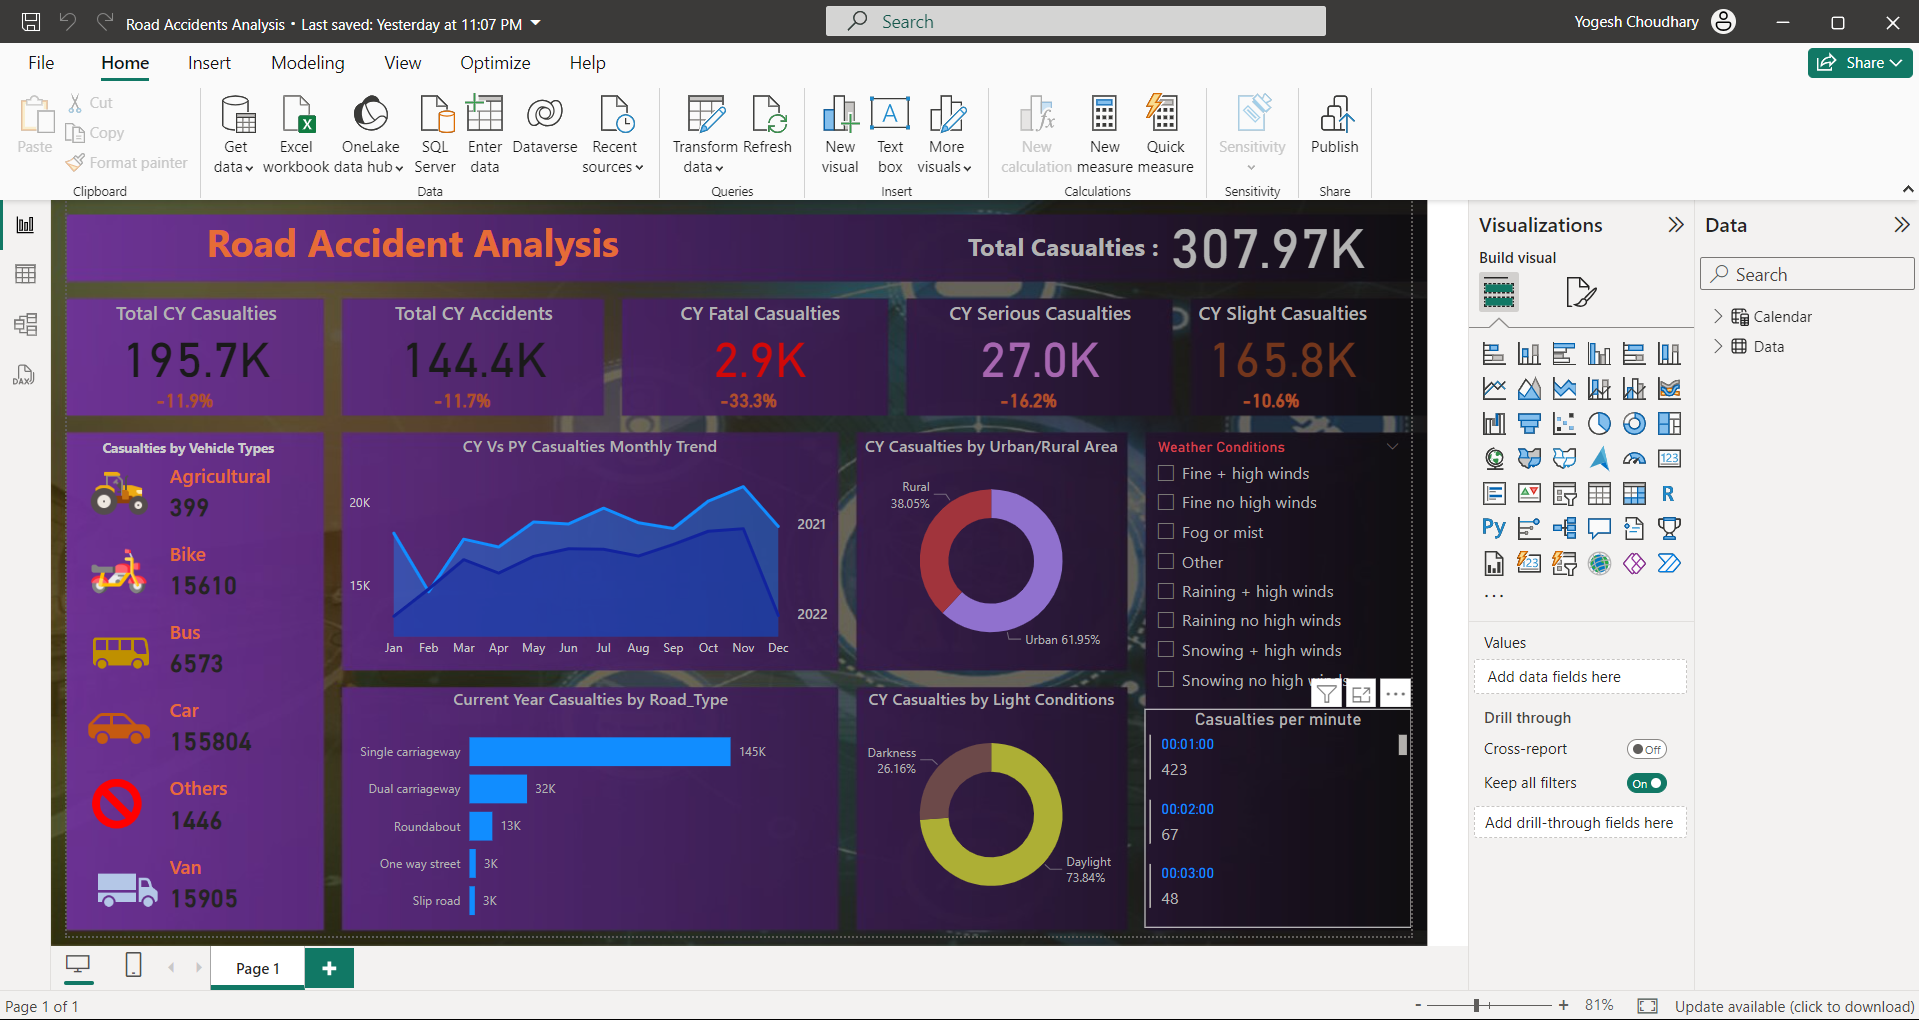 Road Accidents Analysis • Last saved: Yesterday at 11:07 PM
Search
Yogesh Choudhary
File
Home
Insert
Modeling
View
Optimize
Help
Share
Paste
Cut
Copy
Format painter
Clipboard
Get data
Excel workbook
OneLake data hub
SQL Server
Enter data
Dataverse
Recent sources
Data
Transform data
Refresh
Queries
New visual
Text box
More visuals
Insert
New calculation
New measure
Quick measure
Calculations
Sensitivity
Sensitivity
Publish
Share
Road Accident Analysis
Total Casualties :
307.97K
Total CY Casualties
195.7K
-11.9%
Total CY Accidents
144.4K
-11.7%
CY Fatal Casualties
2.9K
-33.3%
CY Serious Casualties
27.0K
-16.2%
CY Slight Casualties
165.8K
-10.6%
Casualties by Vehicle Types
Agricultural
399
Bike
15610
Bus
6573
Car
155804
Others
1446
Van
15905
CY Vs PY Casualties Monthly Trend
20K
15K
2021
2022
Jan Feb Mar Apr May Jun Jul Aug Sep Oct Nov Dec
CY Casualties by Urban/Rural Area
Rural
38.05%
Urban 61.95%
Weather Conditions
Fine + high winds
Fine no high winds
Fog or mist
Other
Raining + high winds
Raining no high winds
Snowing + high winds
Snowing no high winds
Current Year Casualties by Road_Type
Single carriageway 145K
Dual carriageway 32K
Roundabout 13K
One way street 3K
Slip road 3K
CY Casualties by Light Conditions
Darkness
26.16%
Daylight
73.84%
Casualties per minute
00:01:00
423
00:02:00
67
00:03:00
48
Visualizations
Build visual
123
R
Py
123
Values
Add data fields here
Drill through
Cross-report
Off
Keep all filters
On
Add drill-through fields here
Data
Search
Calendar
Data
DAX
Page 1
Page 1 of 1
- + 81%
Update available (click to download)